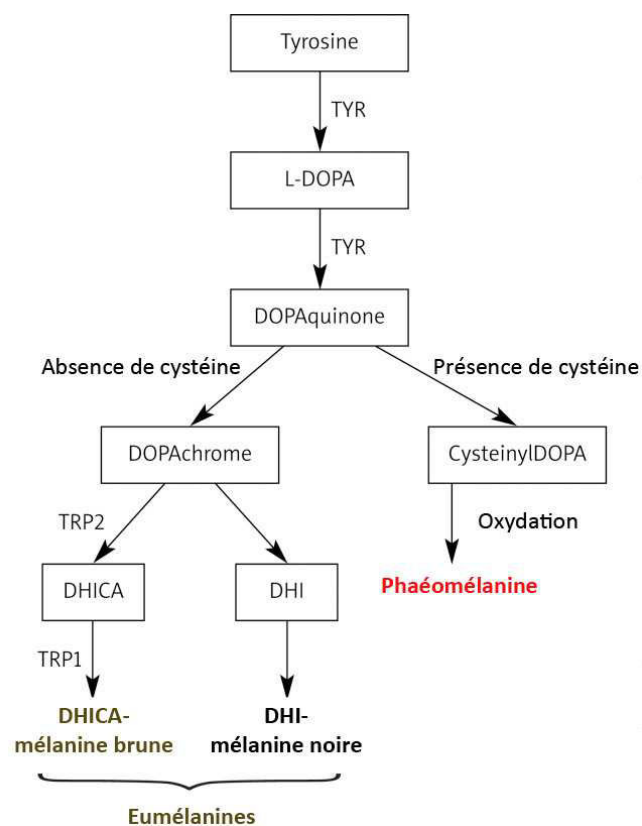 Tyrosine
TYR
L-DOPA
TYR
DOPAquinone
Absence de cystéine
Présence de cystéine
DOPAchrome
CysteinylDOPA
TRP2
Oxydation
DHICA
DHI
Phaéomélanine
TRP1
DHICA-
mélanine brune
DHI-
mélanine noire
Eumélanines